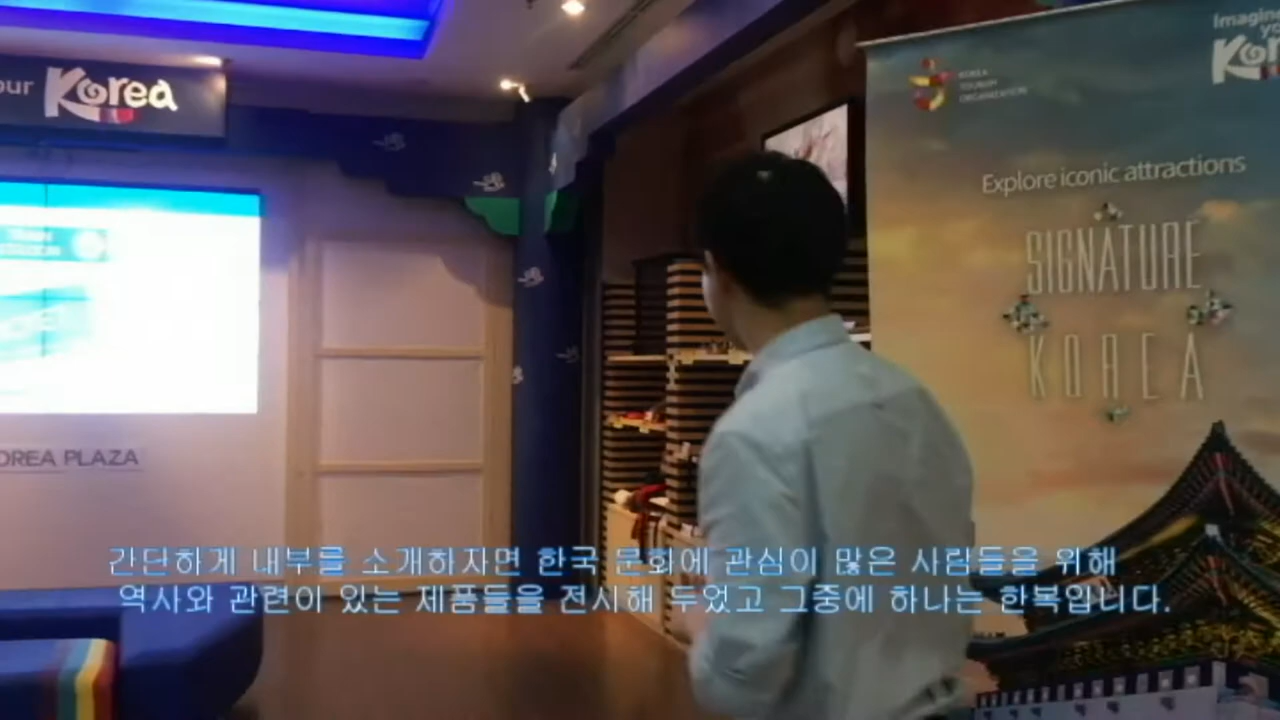 our Korea
KOREA
TOURISM
ORGANIZATION
Imagine
yo
Kor
Explore iconic attractions
SIGNATURE
KOREA
OREA PLAZA
간단하게 내부를 소개하자면 한국 문화에 관심이 많은 사람들을 위해
역사와 관련이 있는 제품들을 전시해 두었고 그중에 하나는 한복입니다.